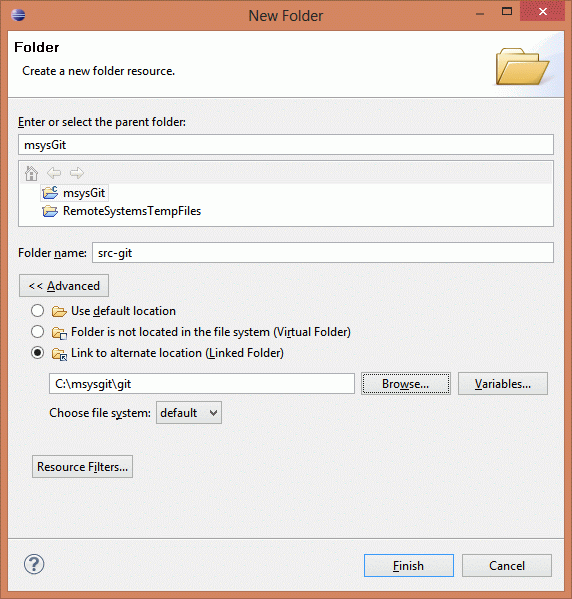 New Folder
Folder
Create a new folder resource.
Enter or select the parent folder:
msysGit
msysGit
RemoteSystemsTempFiles
Folder name: src-git
<< Advanced
Use default location
Folder is not located in the file system (Virtual Folder)
Link to alternate location (Linked Folder)
C:\msysgit\git Browse... Variables...
Choose file system: default
Resource Filters...
? Finish Cancel